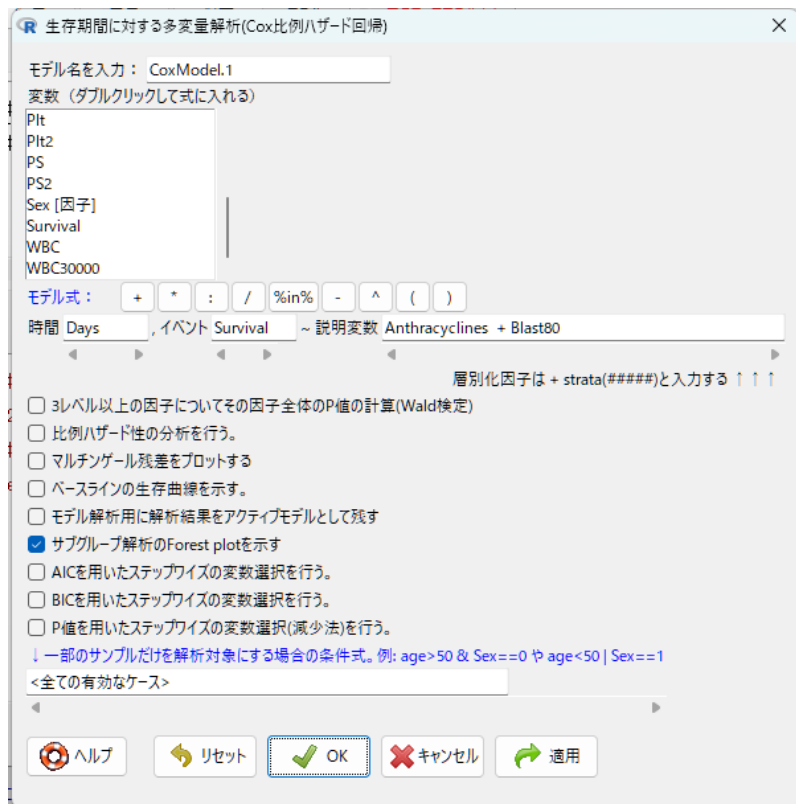 生存期間に対する多変量解析(Cox比例ハザード回帰)
モデル名を入力： CoxModel.1
変数（ダブルクリックして式に入れる）
Plt
Plt2
PS
PS2
Sex [因子]
Survival
WBC
WBC30000
モデル式： + * : / %in% - ^ ( )
時間 Days , イベント Survival ~ 説明変数 Anthracyclines + Blast80
層別化因子は + strata(#####)と入力する ↑ ↑ ↑
3レベル以上の因子についてその因子全体のP値の計算(Wald検定)
比例ハザード性の分析を行う。
マルチンゲール残差をプロットする
ベースラインの生存曲線を示す。
モデル解析用に解析結果をアクティブモデルとして残す
サブグループ解析のForest plotを示す
AICを用いたステップワイズの変数選択を行う。
BICを用いたステップワイズの変数選択を行う。
P値を用いたステップワイズの変数選択(減少法)を行う。
↓一部のサンプルだけを解析対象にする場合の条件式。例: age>50 & Sex==0 や age<50 | Sex==1
<全ての有効なケース>
ヘルプ リセット OK キャンセル 適用